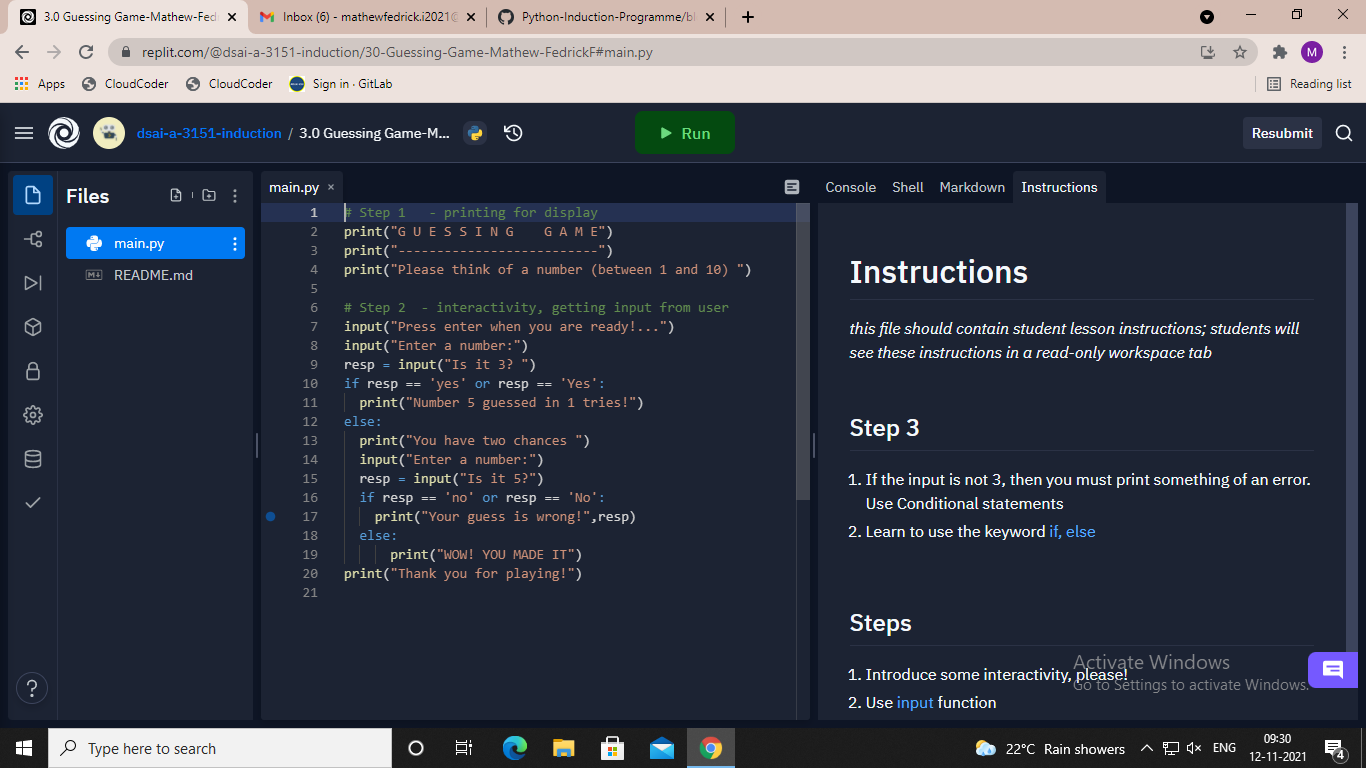 3.0 Guessing Game-Mathew-Fed
Inbox (6) - mathewfedrick.i2021@
Python-Induction-Programme/bl
replit.com/@dsai-a-3151-induction/30-Guessing-Game-Mathew-FedrickF#main.py
M
Apps
CloudCoder
CloudCoder
Sign in · GitLab
Reading list
dsai-a-3151-induction / 3.0 Guessing Game-M...
Run
Resubmit
Files
main.py
README.md
main.py
1 # Step 1   - printing for display
2 print("G U E S S I N G    G A M E")
3 print("--------------------------")
4 print("Please think of a number (between 1 and 10) ")
5
6 # Step 2  - interactivity, getting input from user
7 input("Press enter when you are ready!...")
8 input("Enter a number:")
9 resp = input("Is it 3? ")
10 if resp == 'yes' or resp == 'Yes':
11   print("Number 5 guessed in 1 tries!")
12 else:
13   print("You have two chances ")
14   input("Enter a number:")
15   resp = input("Is it 5?")
16   if resp == 'no' or resp == 'No':
17     print("Your guess is wrong!",resp)
18   else:
19       print("WOW! YOU MADE IT")
20 print("Thank you for playing!")
21
Console
Shell
Markdown
Instructions
Instructions
this file should contain student lesson instructions; students will
see these instructions in a read-only workspace tab
Step 3
1. If the input is not 3, then you must print something of an error.
Use Conditional statements
2. Learn to use the keyword if, else
Steps
1. Introduce some interactivity, please!
2. Use input function
Activate Windows
Go to Settings to activate Windows.
?
Type here to search
22°C Rain showers
ENG
09:30
12-11-2021
4